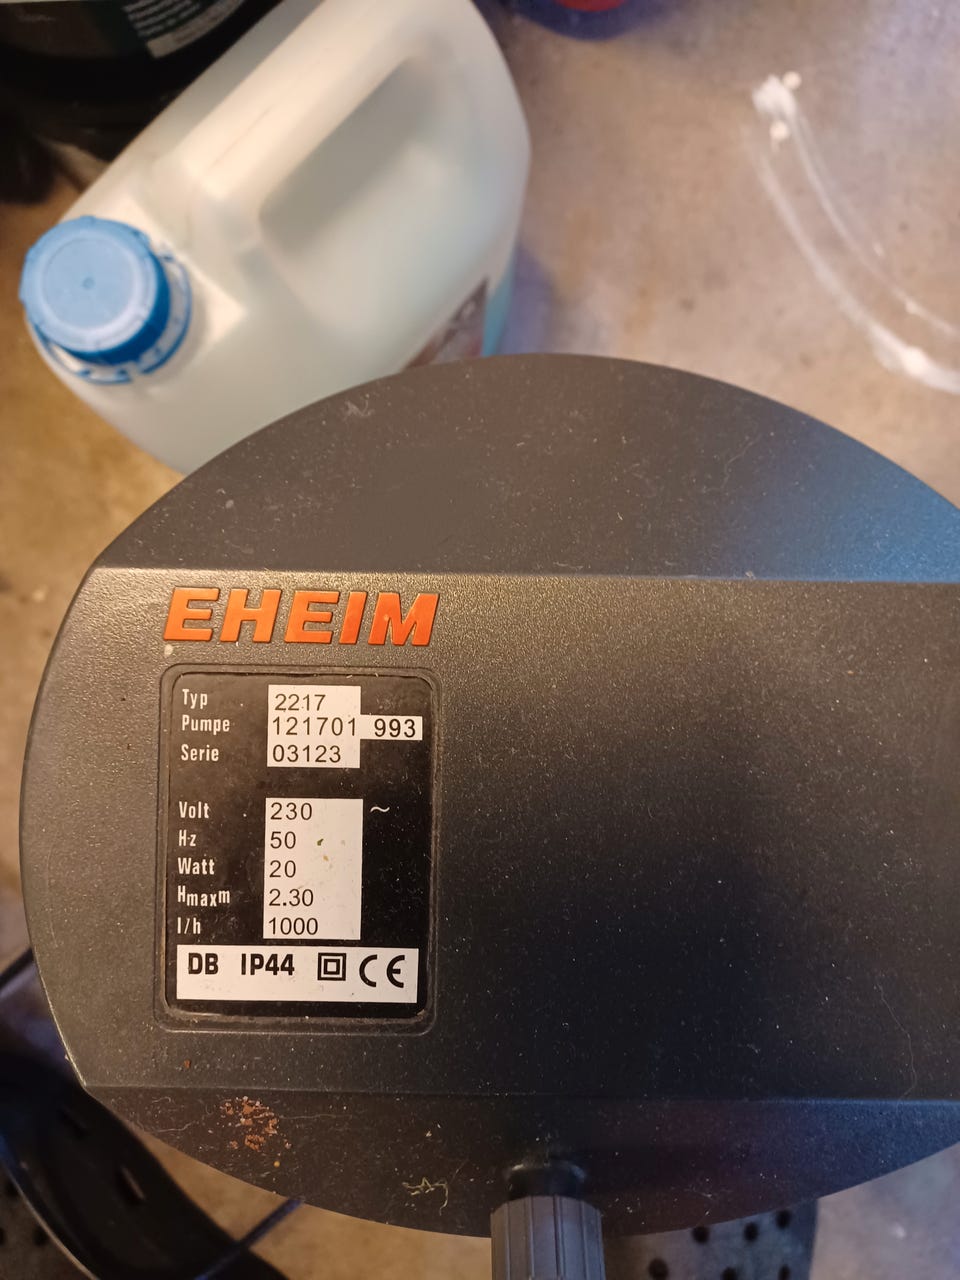 EHEIM
Typ 2217
Pumpe 121701 993
Serie 03123
Volt 230 ~
Hz 50
Watt 20
Hmaxm 2.30
l/h 1000
DB IP44 CE